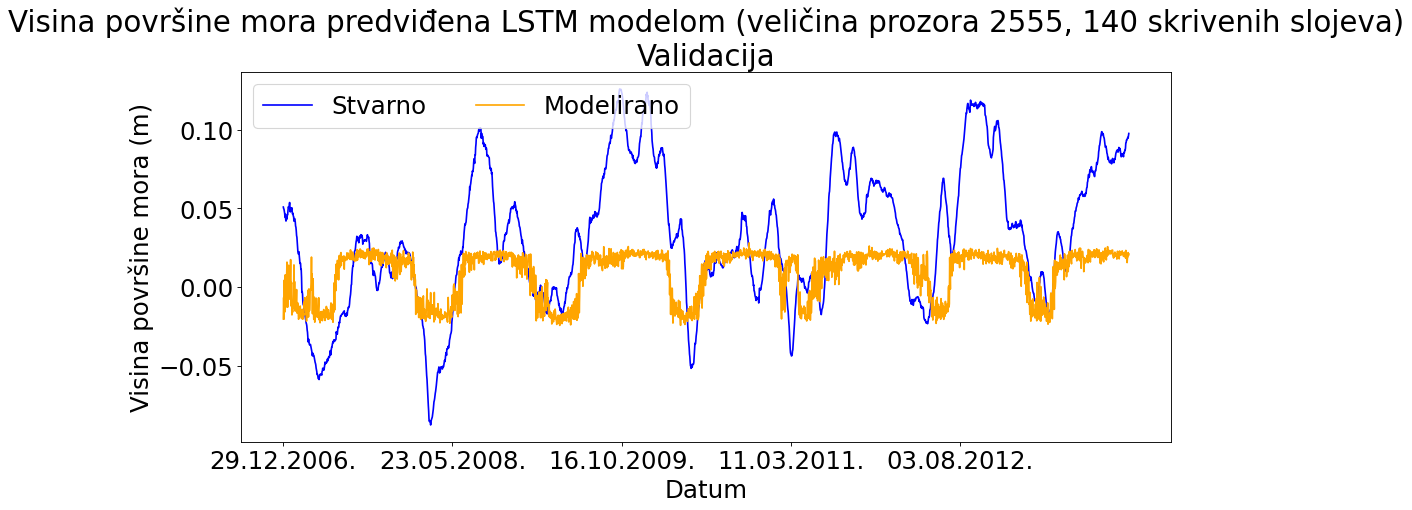 Visina površine mora predviđena LSTM modelom (veličina prozora 2555, 140 skrivenih slojeva)
Validacija
Stvarno Modelirano
Visina površine mora (m)
0.10
0.05
0.00
−0.05
29.12.2006. 23.05.2008. 16.10.2009. 11.03.2011. 03.08.2012.
Datum